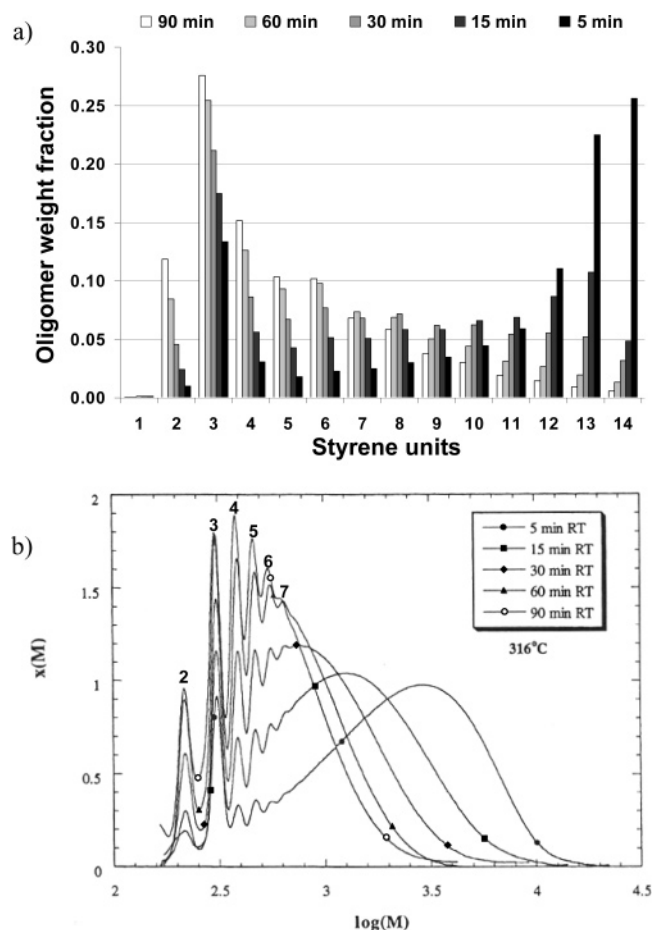 a)
90 min 60 min 30 min 15 min 5 min
Oligomer weight fraction
0.30
0.25
0.20
0.15
0.10
0.05
0.00
1 2 3 4 5 6 7 8 9 10 11 12 13 14
Styrene units
b)
x(M)
2
1.5
1
0.5
0
2 3 4 5 6 7
5 min RT
15 min RT
30 min RT
60 min RT
90 min RT
316°C
2 2.5 3 3.5 4 4.5
log(M)